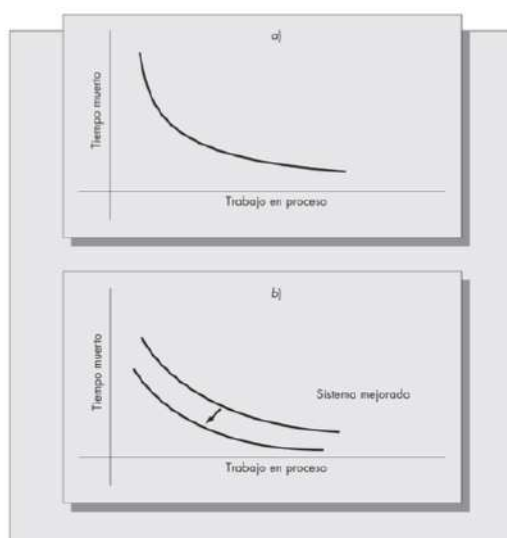 a)
Tiempo muerto
Trabajo en proceso
b)
Tiempo muerto
Sistema mejorado
Trabajo en proceso